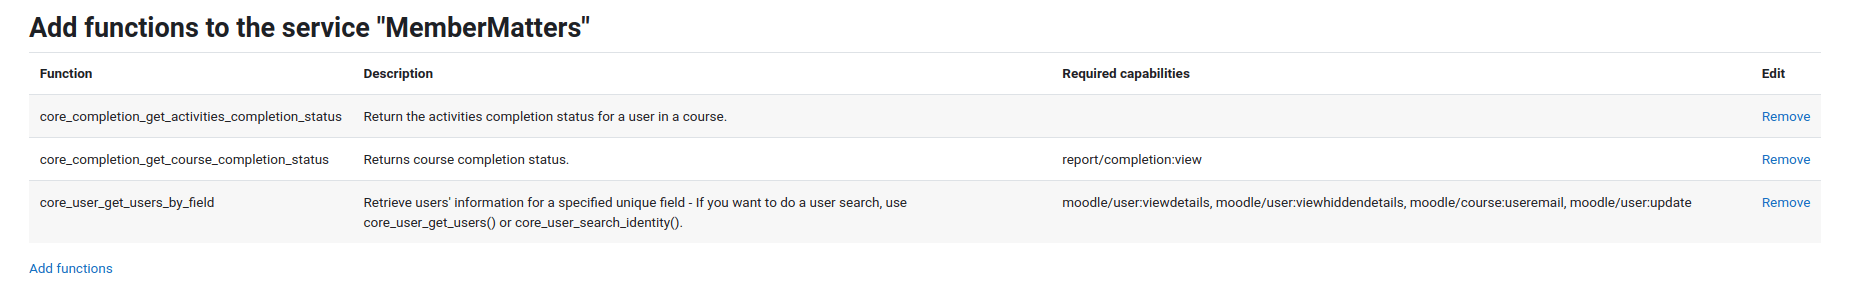 Add functions to the service "MemberMatters"
Function Description Required capabilities Edit
core_completion_get_activities_completion_status Return the activities completion status for a user in a course. Remove
core_completion_get_course_completion_status Returns course completion status. report/completion:view Remove
core_user_get_users_by_field Retrieve users' information for a specified unique field - If you want to do a user search, use moodle/user:viewdetails, moodle/user:viewhiddendetails, moodle/course:useremail, moodle/user:update Remove
core_user_get_users() or core_user_search_identity().
Add functions